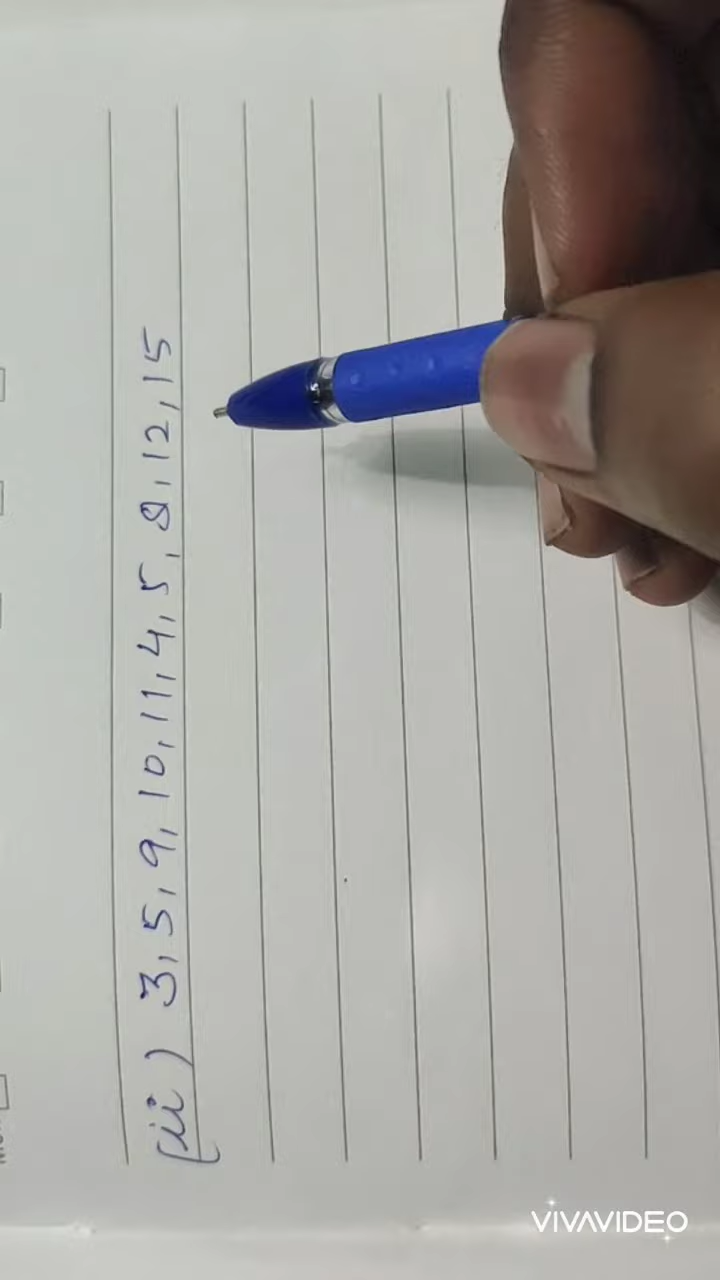 (ii) 3, 5, 9, 10, 11, 4, 5, 8, 12, 15
VIVAVIDEO